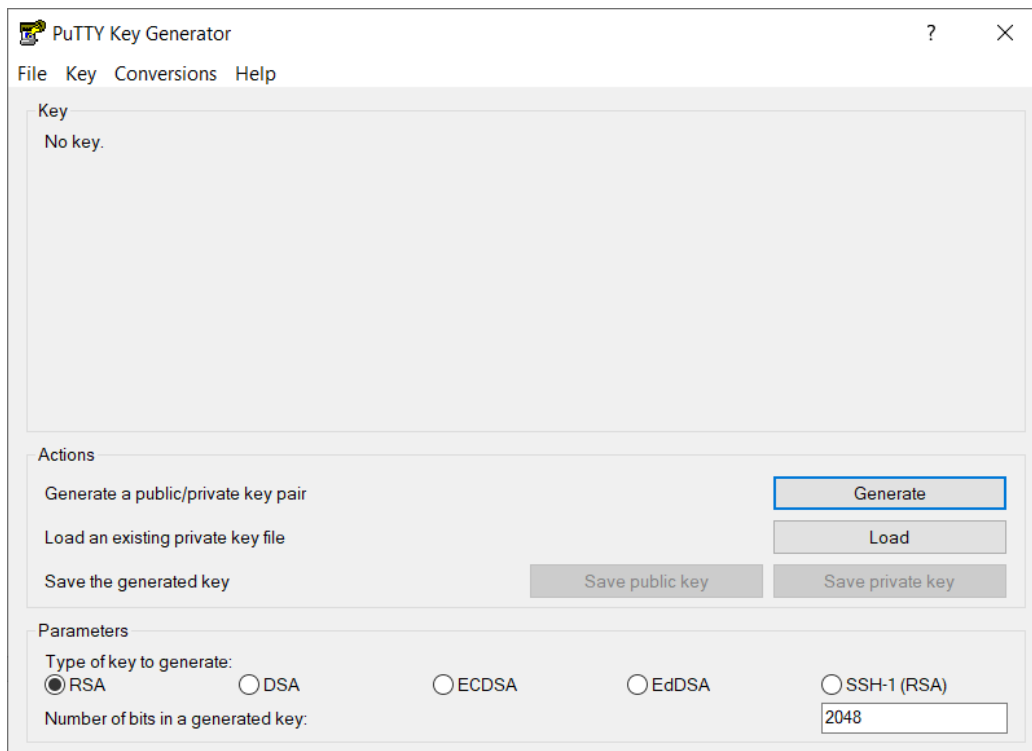 PuTTY Key Generator ?
File Key Conversions Help
Key
No key.
Actions
Generate a public/private key pair Generate
Load an existing private key file Load
Save the generated key Save public key Save private key
Parameters
Type of key to generate:
RSA DSA ECDSA EdDSA SSH-1 (RSA)
Number of bits in a generated key: 2048